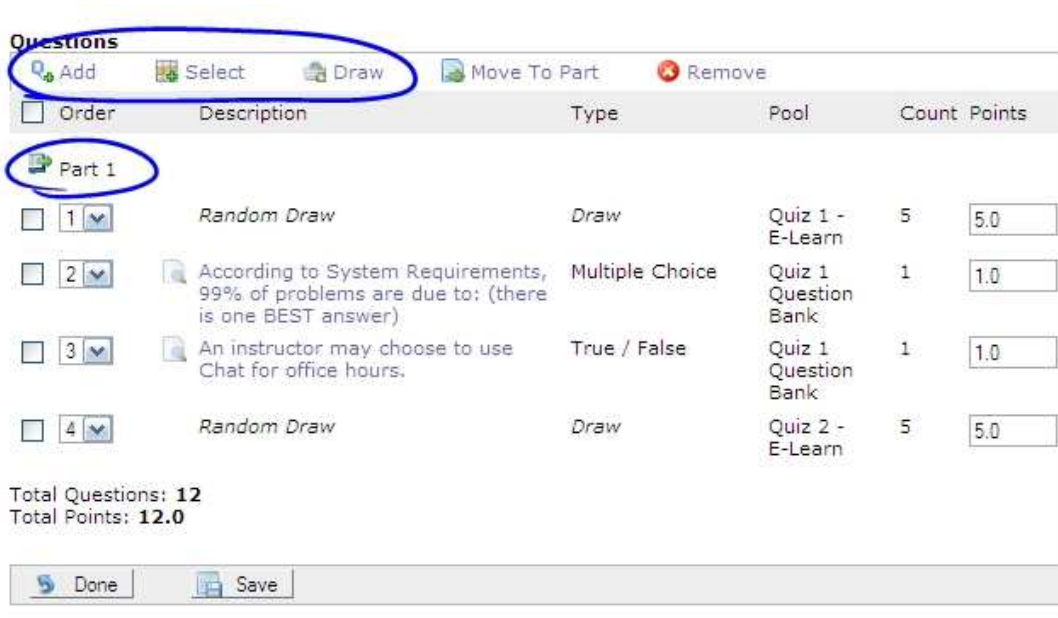 Questions
Add Select Draw Move To Part Remove
Order Description Type Pool Count Points
Part 1
1 Random Draw Draw Quiz 1 - 5 5.0
E-Learn
2 According to System Requirements, Multiple Choice Quiz 1 1 1.0
99% of problems are due to: (there Question
is one BEST answer) Bank
3 An instructor may choose to use True / False Quiz 1 1 1.0
Chat for office hours. Question
Bank
4 Random Draw Draw Quiz 2 - 5 5.0
E-Learn
Total Questions: 12
Total Points: 12.0
Done Save